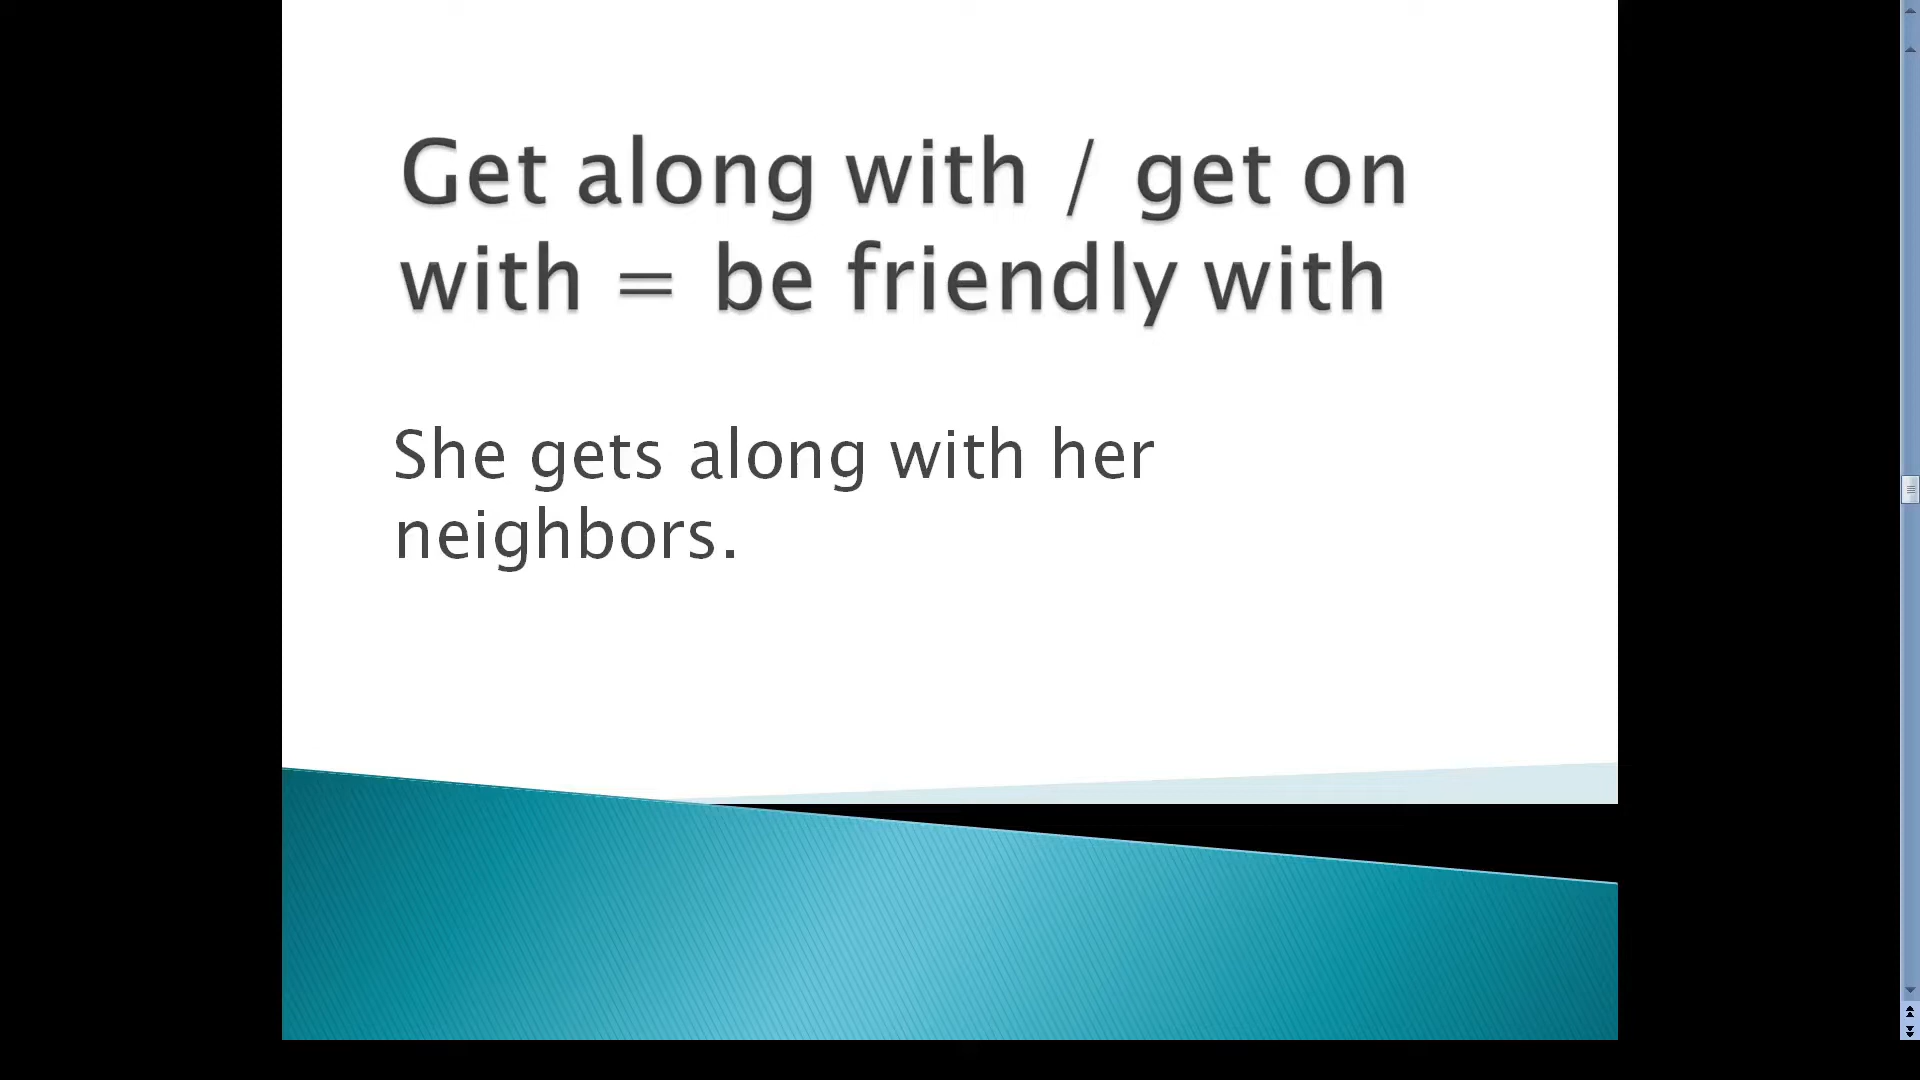 Get along with / get on
with = be friendly with
She gets along with her
neighbors.